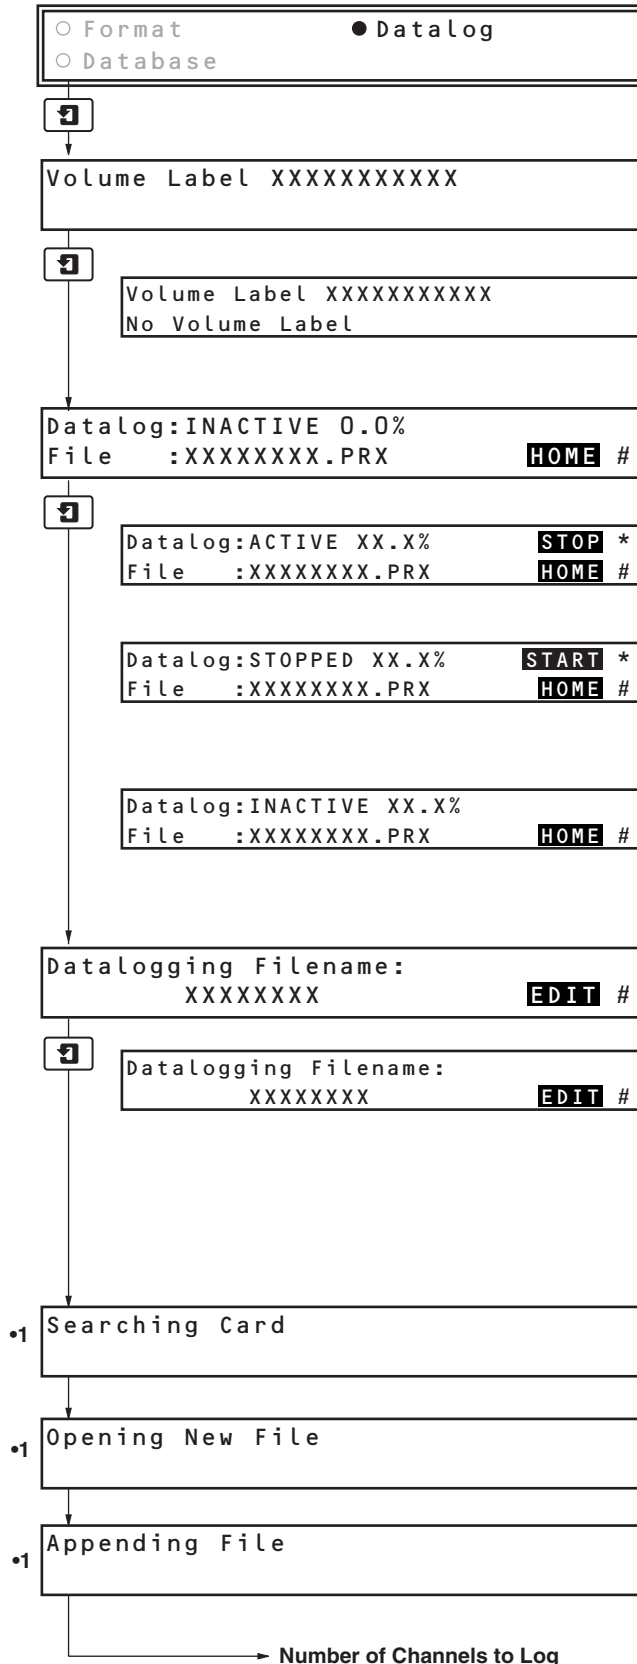 ○ Format ● Datalog
○ Database
Volume Label XXXXXXXXXXX
Volume Label XXXXXXXXXXX
No Volume Label
Datalog:INACTIVE 0.0%
File :XXXXXXXX.PRX HOME #
Datalog:ACTIVE XX.X% STOP *
File :XXXXXXXX.PRX HOME #
Datalog:STOPPED XX.X% START *
File :XXXXXXXX.PRX HOME #
Datalog:INACTIVE XX.X%
File :XXXXXXXX.PRX HOME #
Datalogging Filename:
XXXXXXXX EDIT #
Datalogging Filename:
XXXXXXXX EDIT #
•1 Searching Card
•1 Opening New File
•1 Appending File
Number of Channels to Log